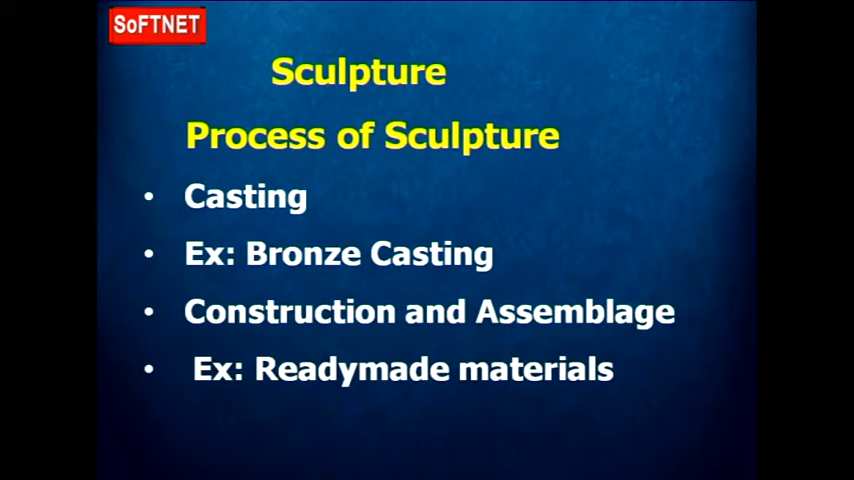 SoFTNET
Sculpture
Process of Sculpture
• Casting
• Ex: Bronze Casting
• Construction and Assemblage
• Ex: Readymade materials